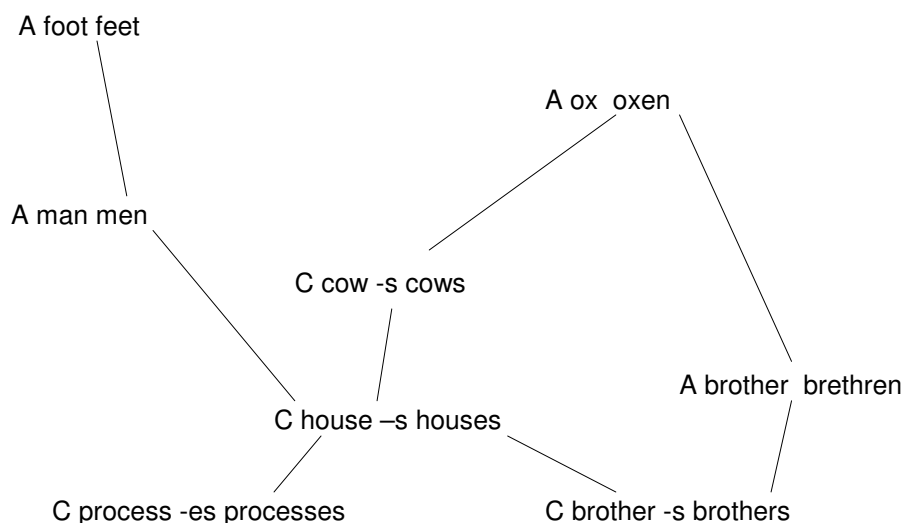 A foot feet
A ox  oxen
A man men
C cow -s cows
A brother  brethren
C house –s houses
C process -es processes
C brother -s brothers